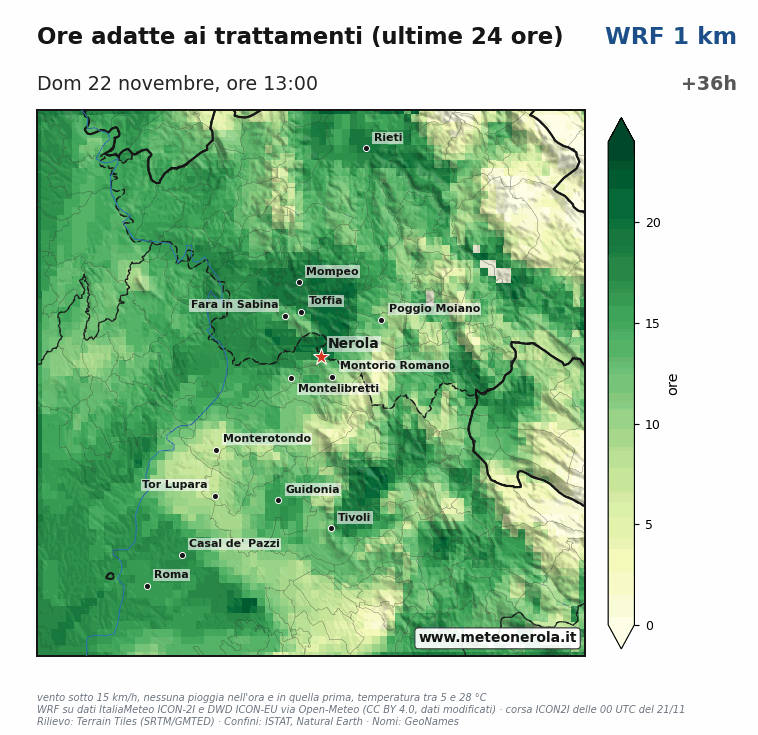 Ore adatte ai trattamenti (ultime 24 ore)
WRF 1 km
Dom 22 novembre, ore 13:00
+36h
Rieti
Mompeo
Toffia
Fara in Sabina
Poggio Moiano
Nerola
Montorio Romano
Montelibretti
Monterotondo
Tor Lupara
Guidonia
Tivoli
Casal de' Pazzi
Roma
www.meteonerola.it
20
15
10
5
0
ore
vento sotto 15 km/h, nessuna pioggia nell'ora e in quella prima, temperatura tra 5 e 28 °C
WRF su dati ItaliaMeteo ICON-2I e DWD ICON-EU via Open-Meteo (CC BY 4.0, dati modificati) · corsa ICON2I delle 00 UTC del 21/11
Rilievo: Terrain Tiles (SRTM/GMTED) · Confini: ISTAT, Natural Earth · Nomi: GeoNames